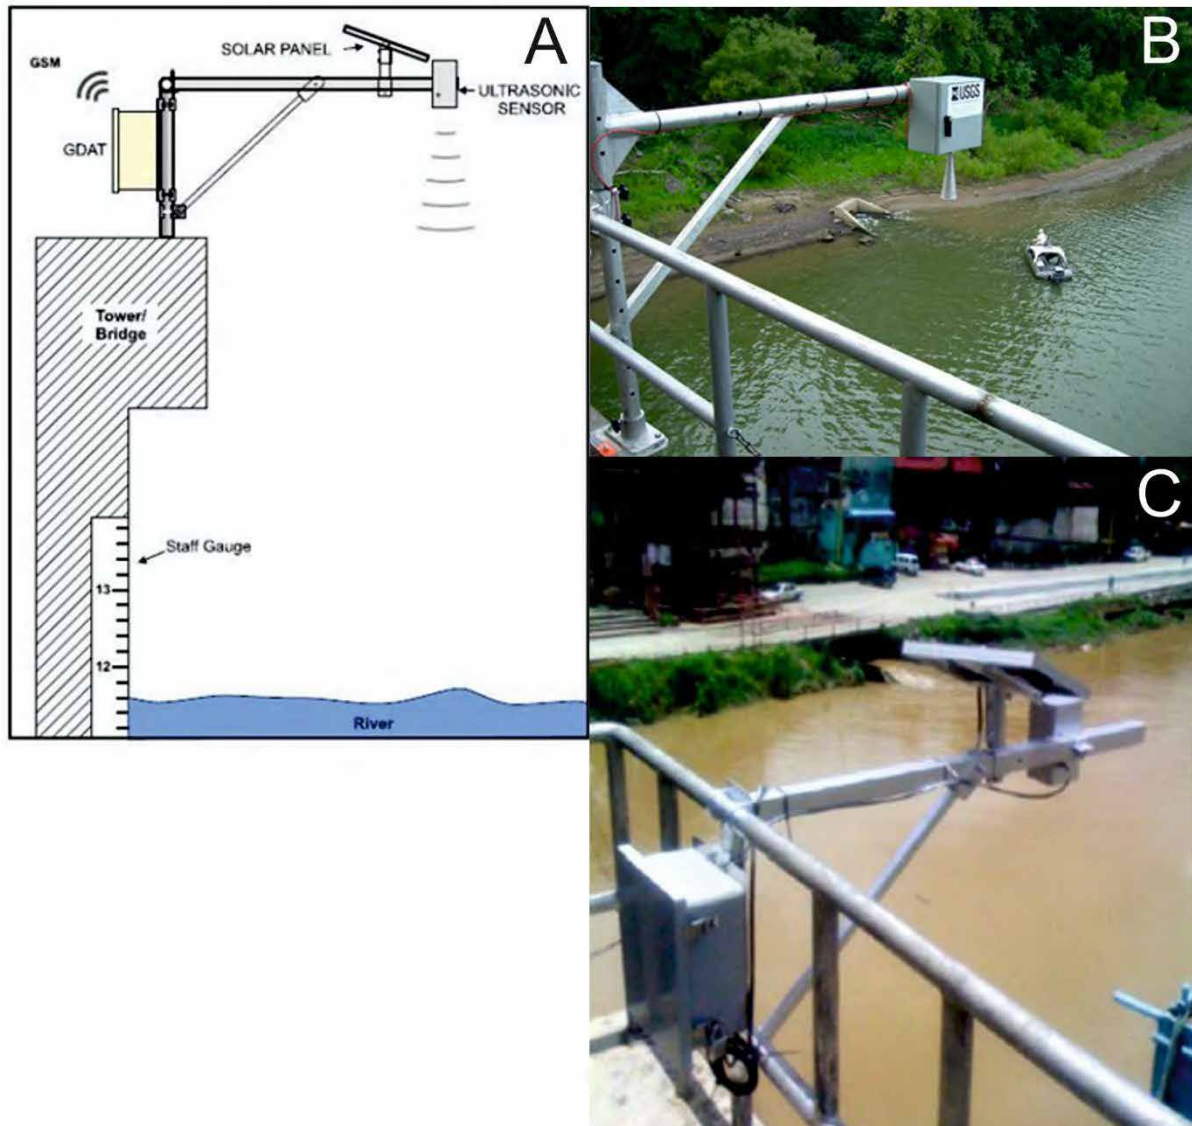 A
SOLAR PANEL
GSM
ULTRASONIC
SENSOR
GDAT
Tower/
Bridge
Staff Gauge
13
12
River
B
USGS
C